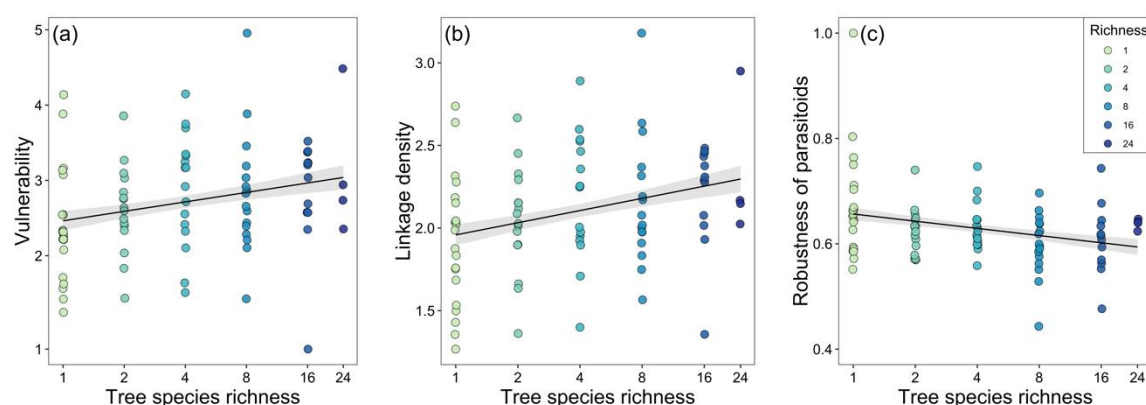 (a)
Vulnerability
5
4
3
2
1
1 2 4 8 16 24
Tree species richness
(b)
Linkage density
3.0
2.5
2.0
1.5
1 2 4 8 16 24
Tree species richness
(c)
Robustness of parasitoids
1.0
0.8
0.6
0.4
1 2 4 8 16 24
Tree species richness
Richness
1
2
4
8
16
24